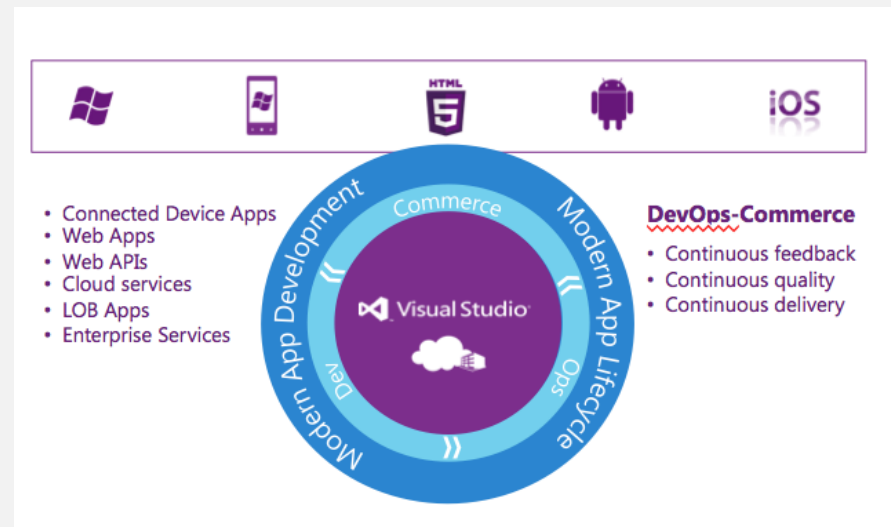 HTML
5
iOS
Modern App Development
Modern App Lifecycle
Commerce
Dev
Ops
Visual Studio
• Connected Device Apps
• Web Apps
• Web APIs
• Cloud services
• LOB Apps
• Enterprise Services
DevOps-Commerce
• Continuous feedback
• Continuous quality
• Continuous delivery